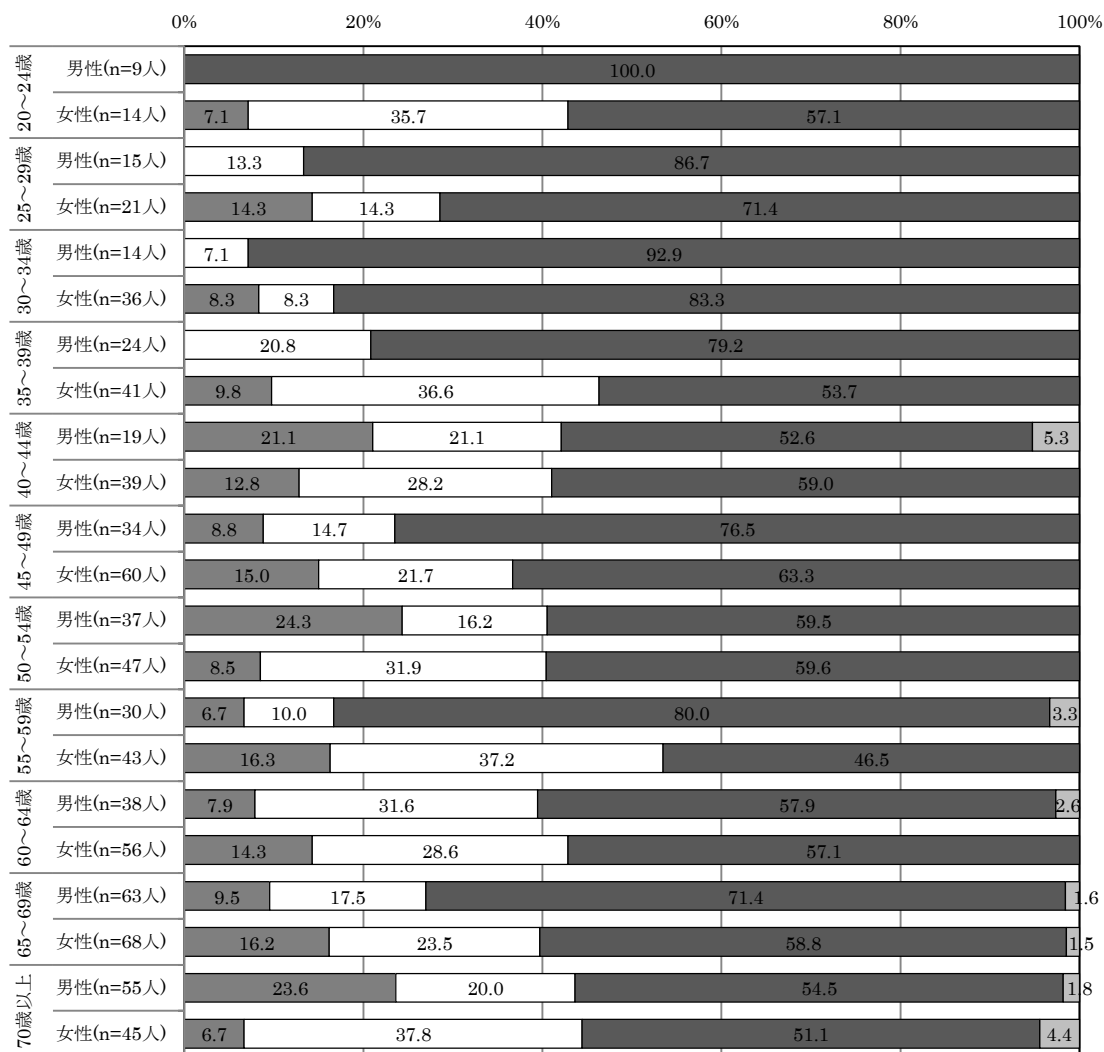 0% 20% 40% 60% 80% 100%
20～24歳
男性(n=9人) 100.0
女性(n=14人) 7.1 35.7 57.1
25～29歳
男性(n=15人) 13.3 86.7
女性(n=21人) 14.3 14.3 71.4
30～34歳
男性(n=14人) 7.1 92.9
女性(n=36人) 8.3 8.3 83.3
35～39歳
男性(n=24人) 20.8 79.2
女性(n=41人) 9.8 36.6 53.7
40～44歳
男性(n=19人) 21.1 21.1 52.6 5.3
女性(n=39人) 12.8 28.2 59.0
45～49歳
男性(n=34人) 8.8 14.7 76.5
女性(n=60人) 15.0 21.7 63.3
50～54歳
男性(n=37人) 24.3 16.2 59.5
女性(n=47人) 8.5 31.9 59.6
55～59歳
男性(n=30人) 6.7 10.0 80.0 3.3
女性(n=43人) 16.3 37.2 46.5
60～64歳
男性(n=38人) 7.9 31.6 57.9 2.6
女性(n=56人) 14.3 28.6 57.1
65～69歳
男性(n=63人) 9.5 17.5 71.4 1.6
女性(n=68人) 16.2 23.5 58.8 1.5
70歳以上
男性(n=55人) 23.6 20.0 54.5 1.8
女性(n=45人) 6.7 37.8 51.1 4.4